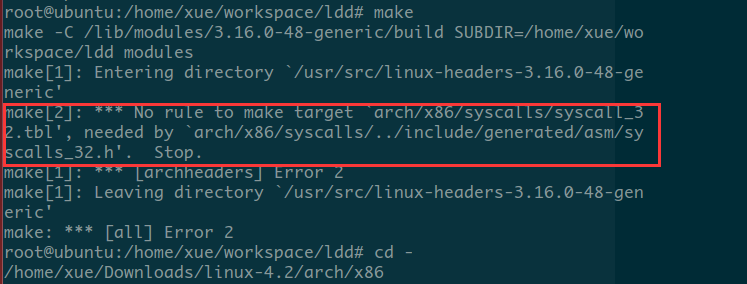 root@ubuntu:/home/xue/workspace/ldd# make
make -C /lib/modules/3.16.0-48-generic/build SUBDIR=/home/xue/wo
rkspace/ldd modules
make[1]: Entering directory `/usr/src/linux-headers-3.16.0-48-ge
neric'
make[2]: *** No rule to make target `arch/x86/syscalls/syscall_3
2.tbl', needed by `arch/x86/syscalls/../include/generated/asm/sy
scalls_32.h'.  Stop.
make[1]: *** [archheaders] Error 2
make[1]: Leaving directory `/usr/src/linux-headers-3.16.0-48-gen
eric'
make: *** [all] Error 2
root@ubuntu:/home/xue/workspace/ldd# cd -
/home/xue/Downloads/linux-4.2/arch/x86